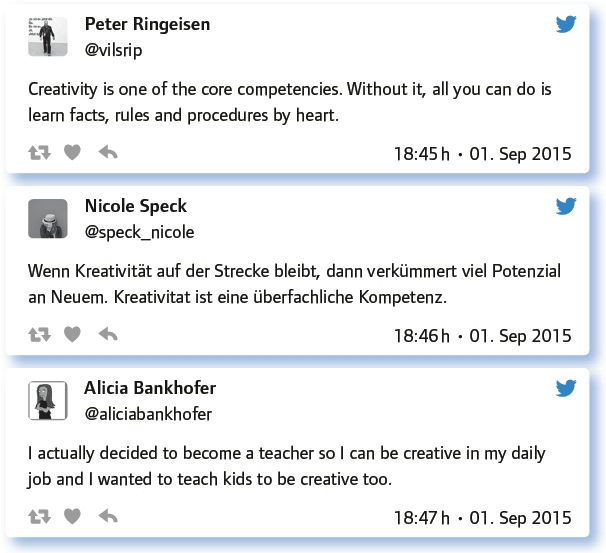 Peter Ringeisen
@vilsrip
Creativity is one of the core competencies. Without it, all you can do is
learn facts, rules and procedures by heart.
18:45 h · 01. Sep 2015
Nicole Speck
@speck_nicole
Wenn Kreativität auf der Strecke bleibt, dann verkümmert viel Potenzial
an Neuem. Kreativitat ist eine überfachliche Kompetenz.
18:46 h · 01. Sep 2015
Alicia Bankhofer
@aliciabankhofer
I actually decided to become a teacher so I can be creative in my daily
job and I wanted to teach kids to be creative too.
18:47 h · 01. Sep 2015